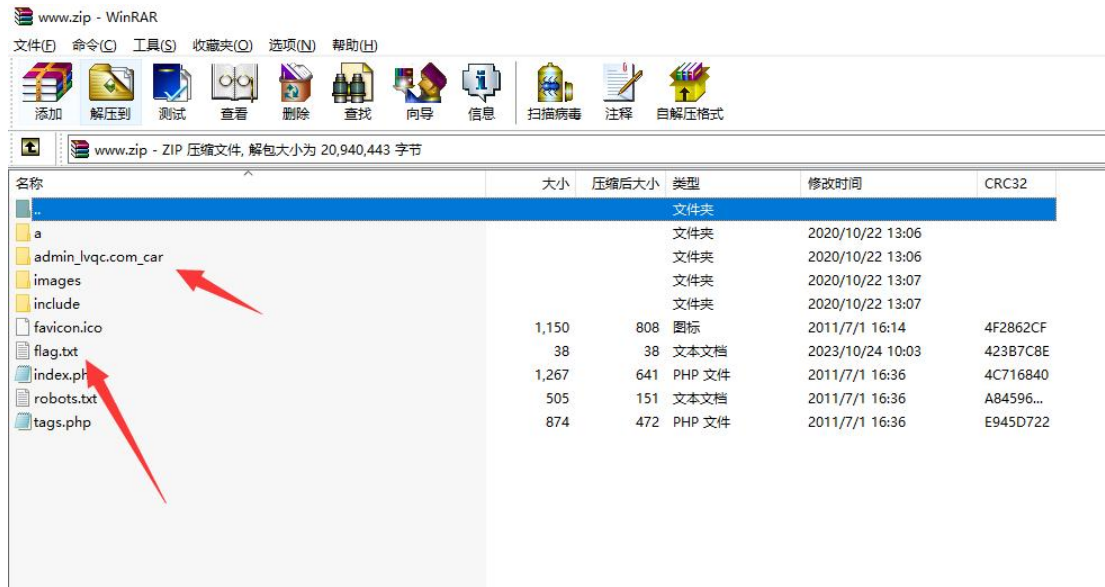 www.zip - WinRAR
文件(F) 命令(C) 工具(S) 收藏夹(O) 选项(N) 帮助(H)
添加 解压到 测试 查看 删除 查找 向导 信息 扫描病毒 注释 自解压格式
www.zip - ZIP 压缩文件, 解包大小为 20,940,443 字节
名称 大小 压缩后大小 类型 修改时间 CRC32
.. 文件夹
a 文件夹 2020/10/22 13:06
admin_lvqc.com_car 文件夹 2020/10/22 13:06
images 文件夹 2020/10/22 13:07
include 文件夹 2020/10/22 13:07
favicon.ico 1,150 808 图标 2011/7/1 16:14 4F2862CF
flag.txt 38 38 文本文档 2023/10/24 10:03 423B7C8E
index.php 1,267 641 PHP 文件 2011/7/1 16:36 4C716840
robots.txt 505 151 文本文档 2011/7/1 16:36 A84596...
tags.php 874 472 PHP 文件 2011/7/1 16:36 E945D722